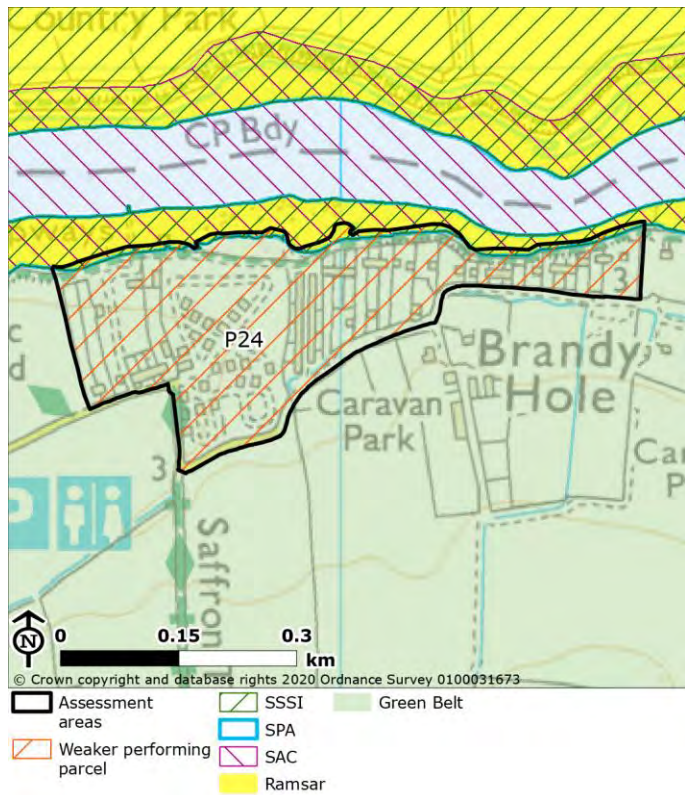 Country Park
CP Bdy
P24
3
Brandy
Hole
Caravan
Park
3
Saffron
N
0 0.15 0.3
km
© Crown copyright and database rights 2020 Ordnance Survey 0100031673
Assessment
areas
Weaker performing
parcel
SSSI
SPA
SAC
Ramsar
Green Belt